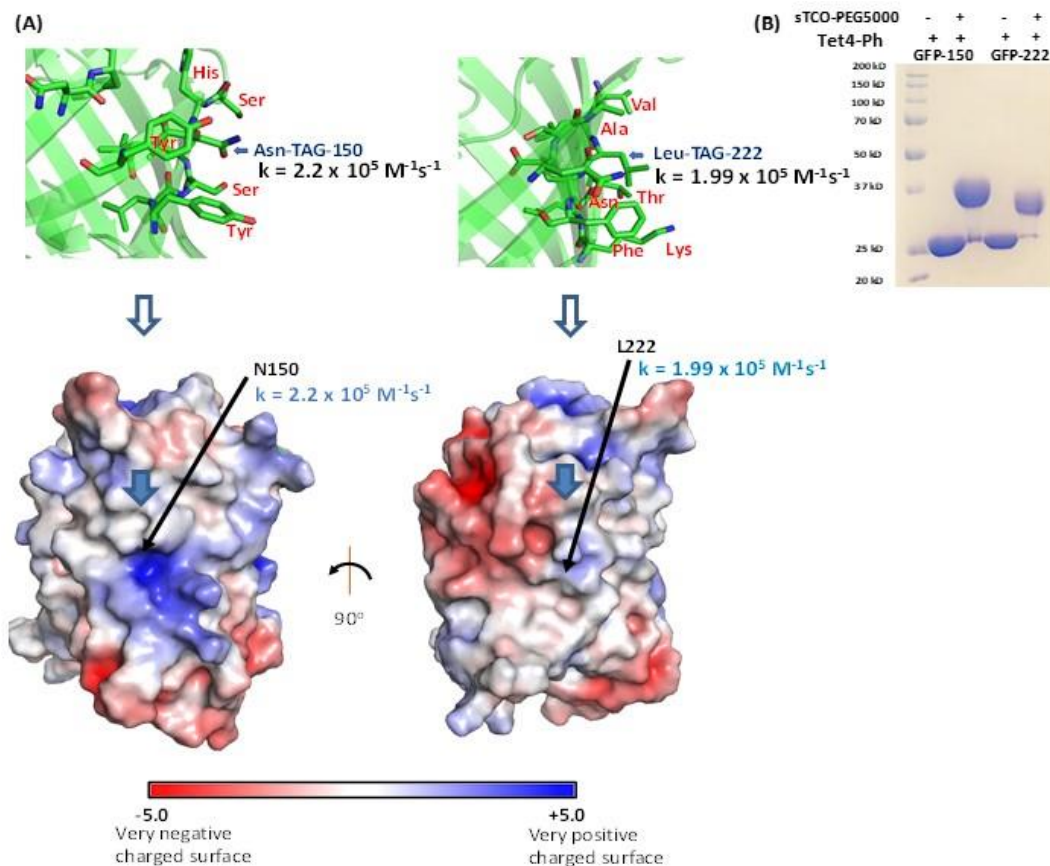 (A)
His
Ser
Tyr
Asn-TAG-150
k = 2.2 x 10⁵ M⁻¹s⁻¹
Ser
Tyr
Val
Ala
Leu-TAG-222
k = 1.99 x 10⁵ M⁻¹s⁻¹
Asn Thr
Phe Lys
(B) sTCO-PEG5000 - + - +
Tet4-Ph + + + +
GFP-150 GFP-222
200 kD
150 kD
100 kD
70 kD
50 kD
37 kD
25 kD
20 kD
N150
k = 2.2 x 10⁵ M⁻¹s⁻¹
L222
k = 1.99 x 10⁵ M⁻¹s⁻¹
90°
-5.0 +5.0
Very negative Very positive
charged surface charged surface